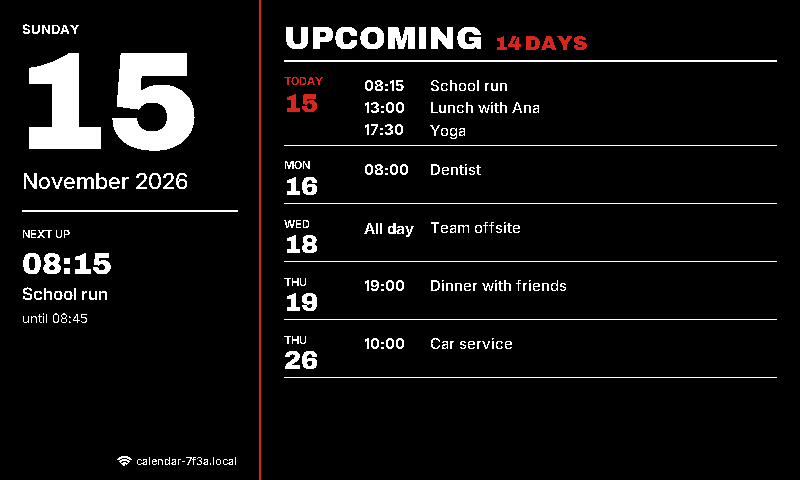 SUNDAY
15
November 2026
NEXT UP
08:15
School run
until 08:45
calendar-7f3a.local
UPCOMING 14 DAYS
TODAY
15
08:15 School run
13:00 Lunch with Ana
17:30 Yoga
MON
16
08:00 Dentist
WED
18
All day Team offsite
THU
19
19:00 Dinner with friends
THU
26
10:00 Car service